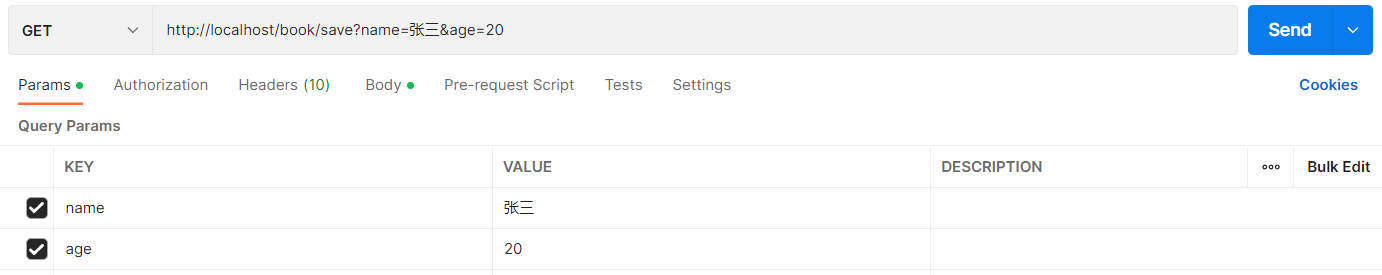 GET http://localhost/book/save?name=张三&age=20 Send
Params Authorization Headers (10) Body Pre-request Script Tests Settings Cookies
Query Params
KEY VALUE DESCRIPTION Bulk Edit
name 张三
age 20